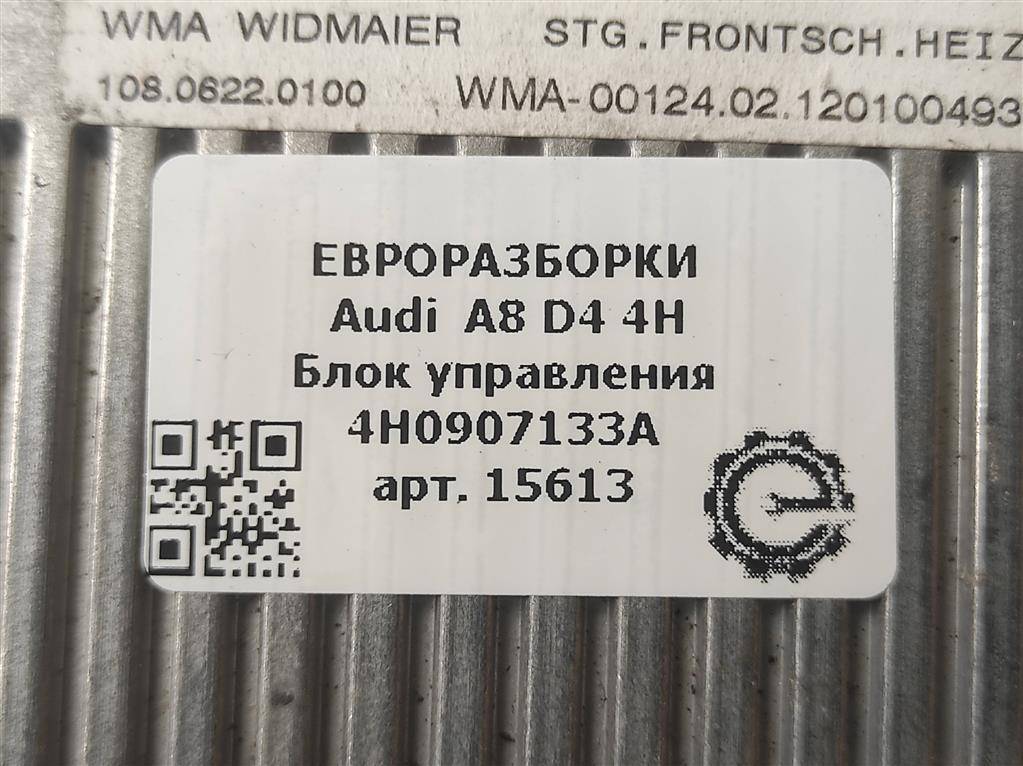 WMA WIDMAIER STG.FRONTSCH.HEIZ
108.0622.0100 WMA-00124.02.120100493
ЕВРОРАЗБОРКИ
Audi A8 D4 4H
Блок управления
4H0907133A
арт. 15613